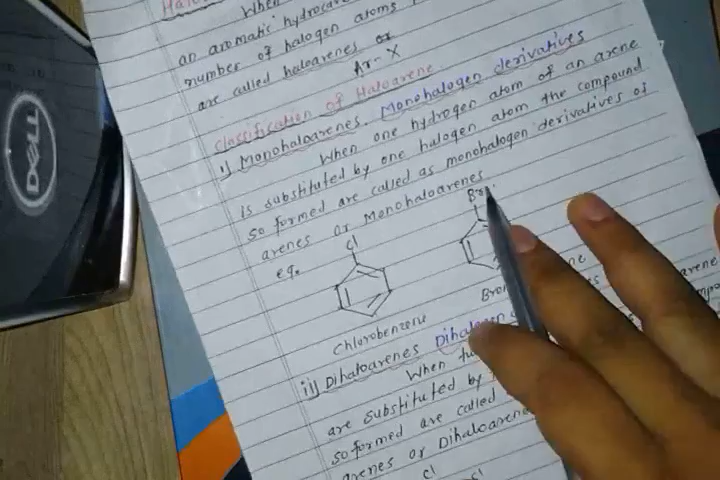 When
an aromatic
number of halogen atoms
are called haloarenes or
Ar-X
Classification of Haloarene
i) Monohaloarenes. Monohalogen derivatives
When one hydrogen atom of an arene
is substituted by one halogen atom the compound
so formed are called as monohalogen derivatives of
arenes or Monohaloarenes
eg.
Cl
Br
Chlorobenzene
ii) Dihaloarenes
When
are substituted by
so formed are called
arenes or Dihaloarene
Cl
Cl
DELL